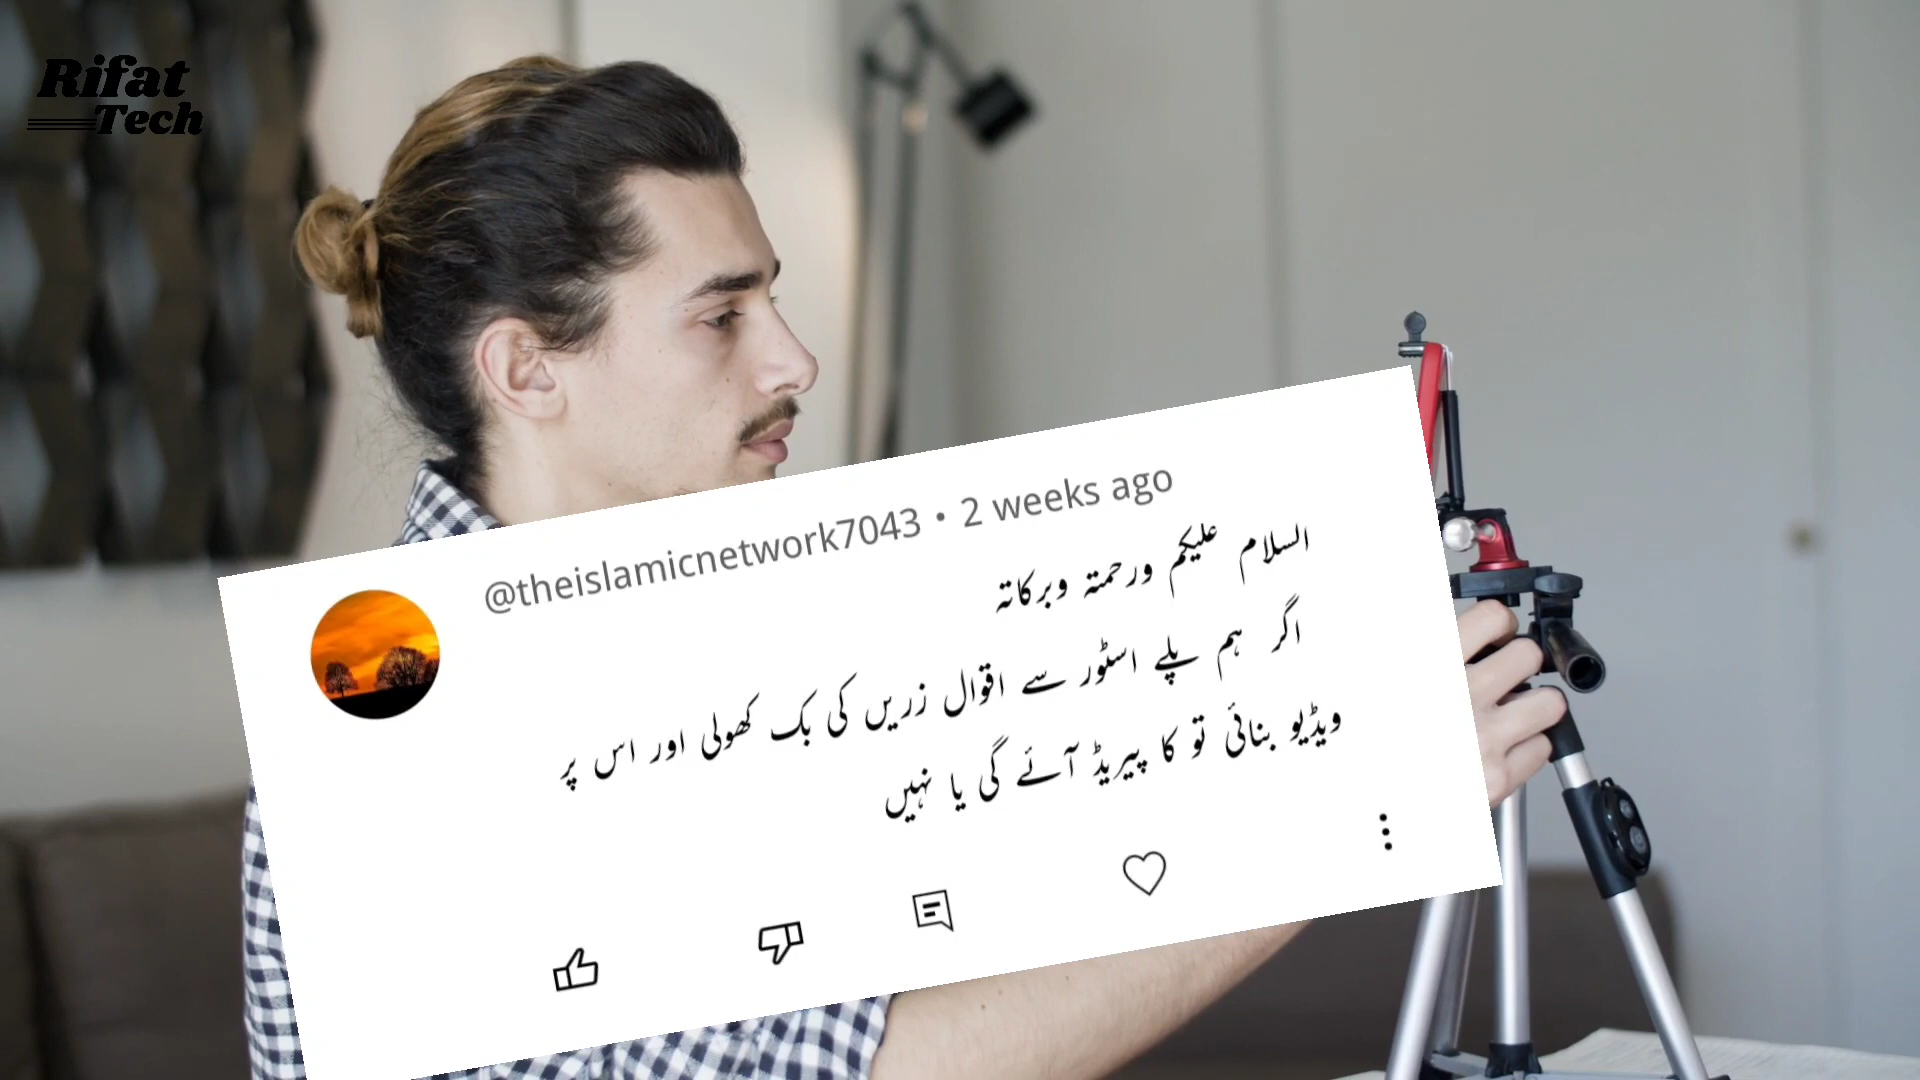 Rifat
Tech
@theislamicnetwork7043 • 2 weeks ago
السلام علیکم ورحمتہ وبرکاتہ
اگر ہم پلے اسٹور سے اقوال زریں کی بک کھولی اور اس پر
ویڈیو بنائی تو کا پیریڈ آئے گی یا نہیں